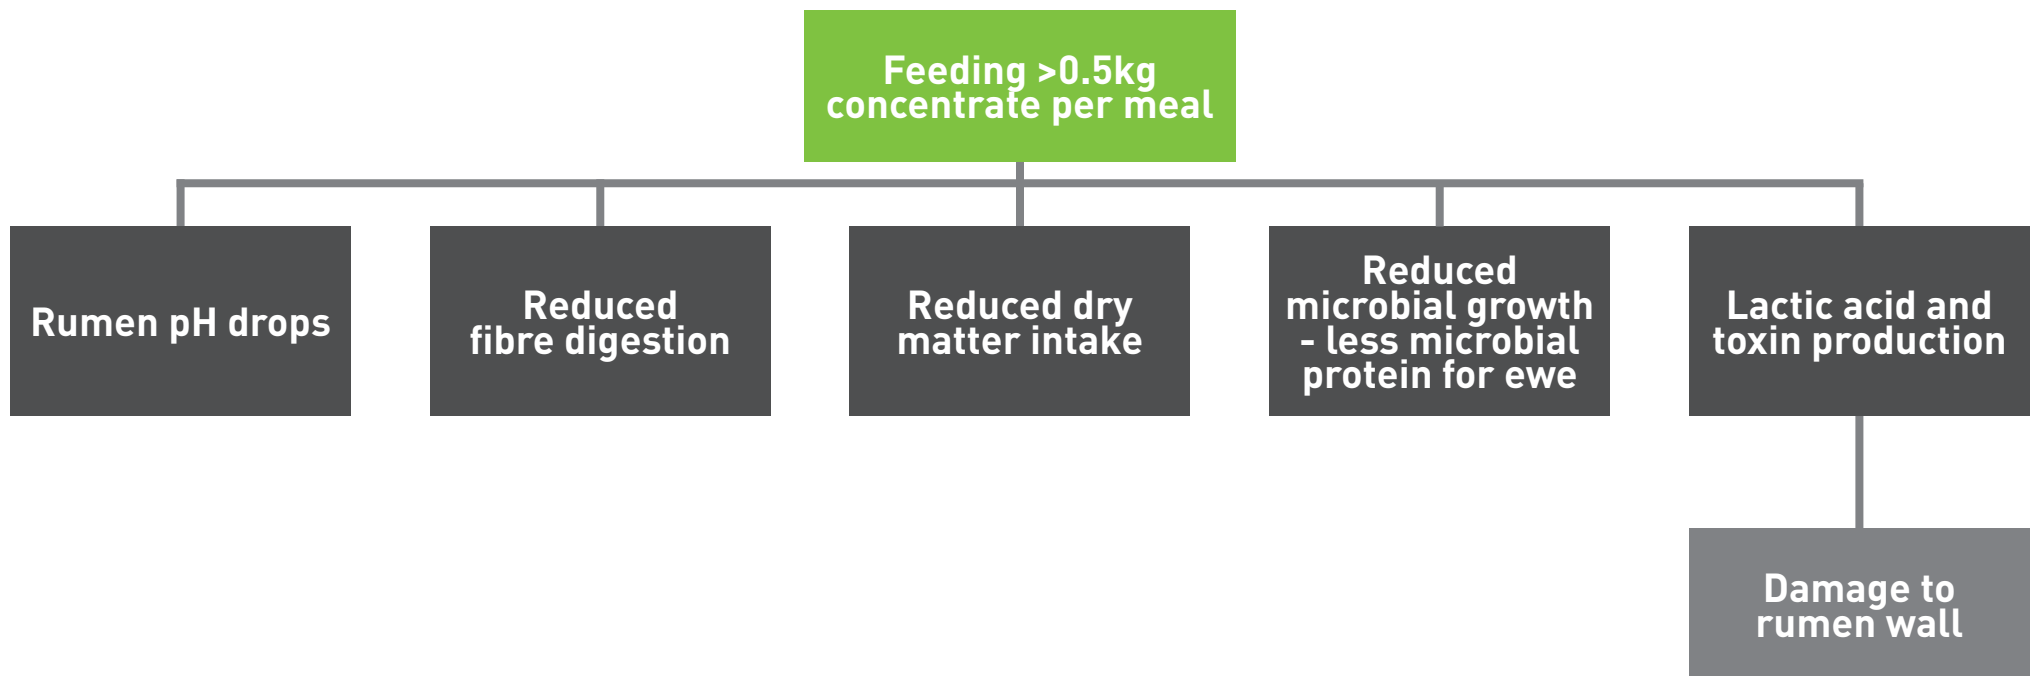 Feeding >0.5kg
concentrate per meal
Rumen pH drops
Reduced
fibre digestion
Reduced dry
matter intake
Reduced
microbial growth
- less microbial
protein for ewe
Lactic acid and
toxin production
Damage to
rumen wall